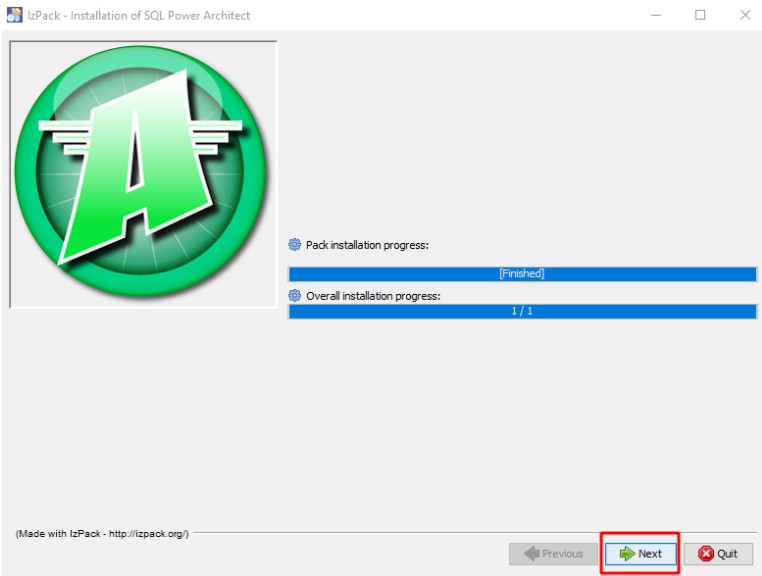 IzPack - Installation of SQL Power Architect
A
Pack installation progress:
[Finished]
Overall installation progress:
1 / 1
(Made with IzPack - http://izpack.org/)
Previous
Next
Quit